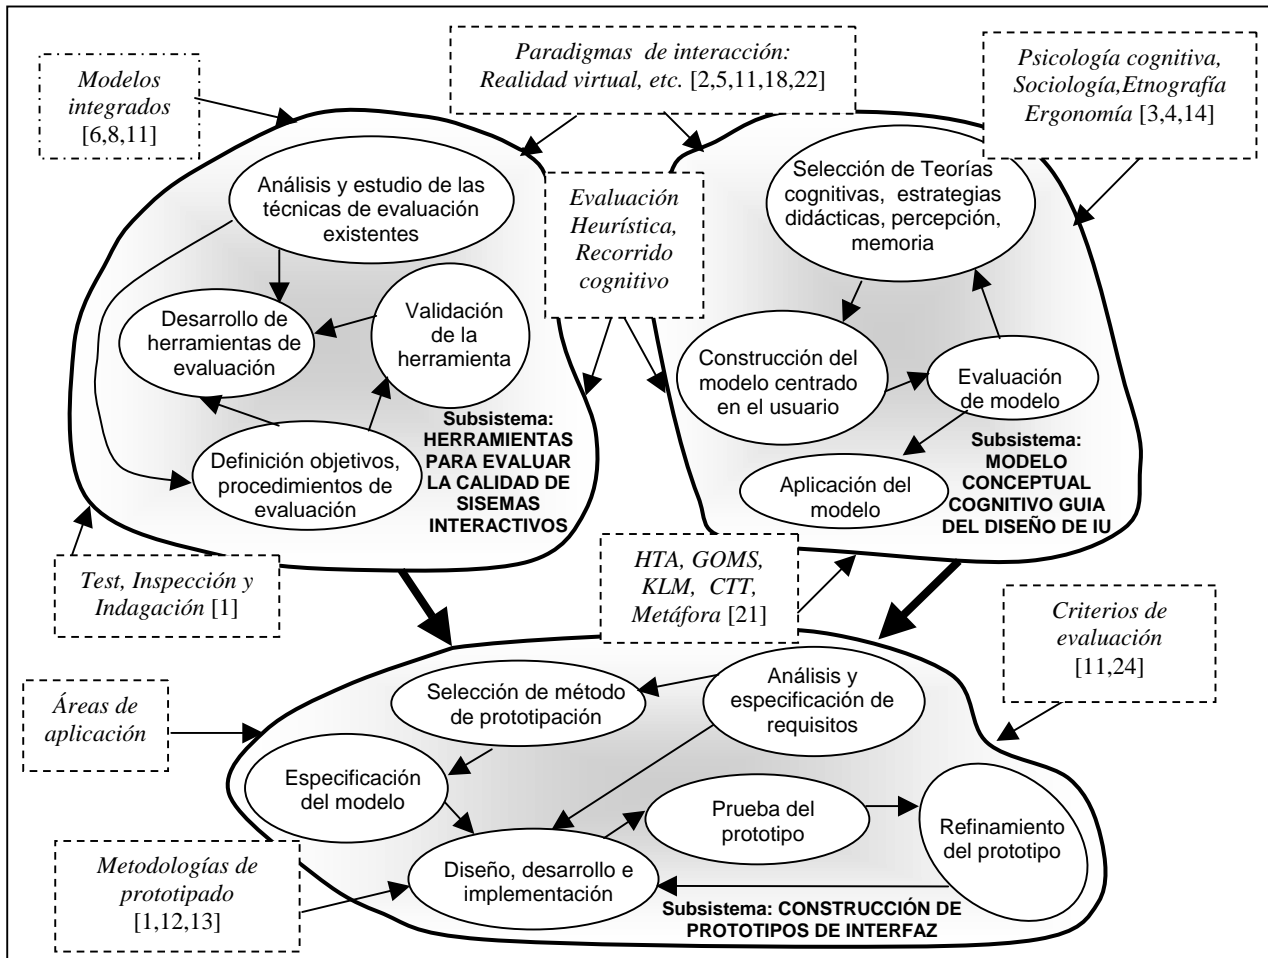 Modelos
integrados
[6,8,11]
Paradigmas de interacción:
Realidad virtual, etc. [2,5,11,18,22]
Psicología cognitiva,
Sociología,Etnografía
Ergonomía [3,4,14]
Análisis y estudio de las
técnicas de evaluación
existentes
Evaluación
Heurística,
Recorrido
cognitivo
Selección de Teorías
cognitivas, estrategias
didácticas, percepción,
memoria
Desarrollo de
herramientas de
evaluación
Validación
de la
herramienta
Construcción del
modelo centrado
en el usuario
Evaluación
de modelo
Definición objetivos,
procedimientos de
evaluación
Subsistema:
HERRAMIENTAS
PARA EVALUAR
LA CALIDAD DE
SISEMAS
INTERACTIVOS
Aplicación del
modelo
Subsistema:
MODELO
CONCEPTUAL
COGNITIVO GUIA
DEL DISEÑO DE IU
Test, Inspección y
Indagación [1]
HTA, GOMS,
KLM, CTT,
Metáfora [21]
Criterios de
evaluación
[11,24]
Áreas de
aplicación
Selección de método
de prototipación
Análisis y
especificación de
requisitos
Especificación
del modelo
Prueba del
prototipo
Refinamiento
del prototipo
Metodologías de
prototipado
[1,12,13]
Diseño, desarrollo e
implementación
Subsistema: CONSTRUCCIÓN DE
PROTOTIPOS DE INTERFAZ